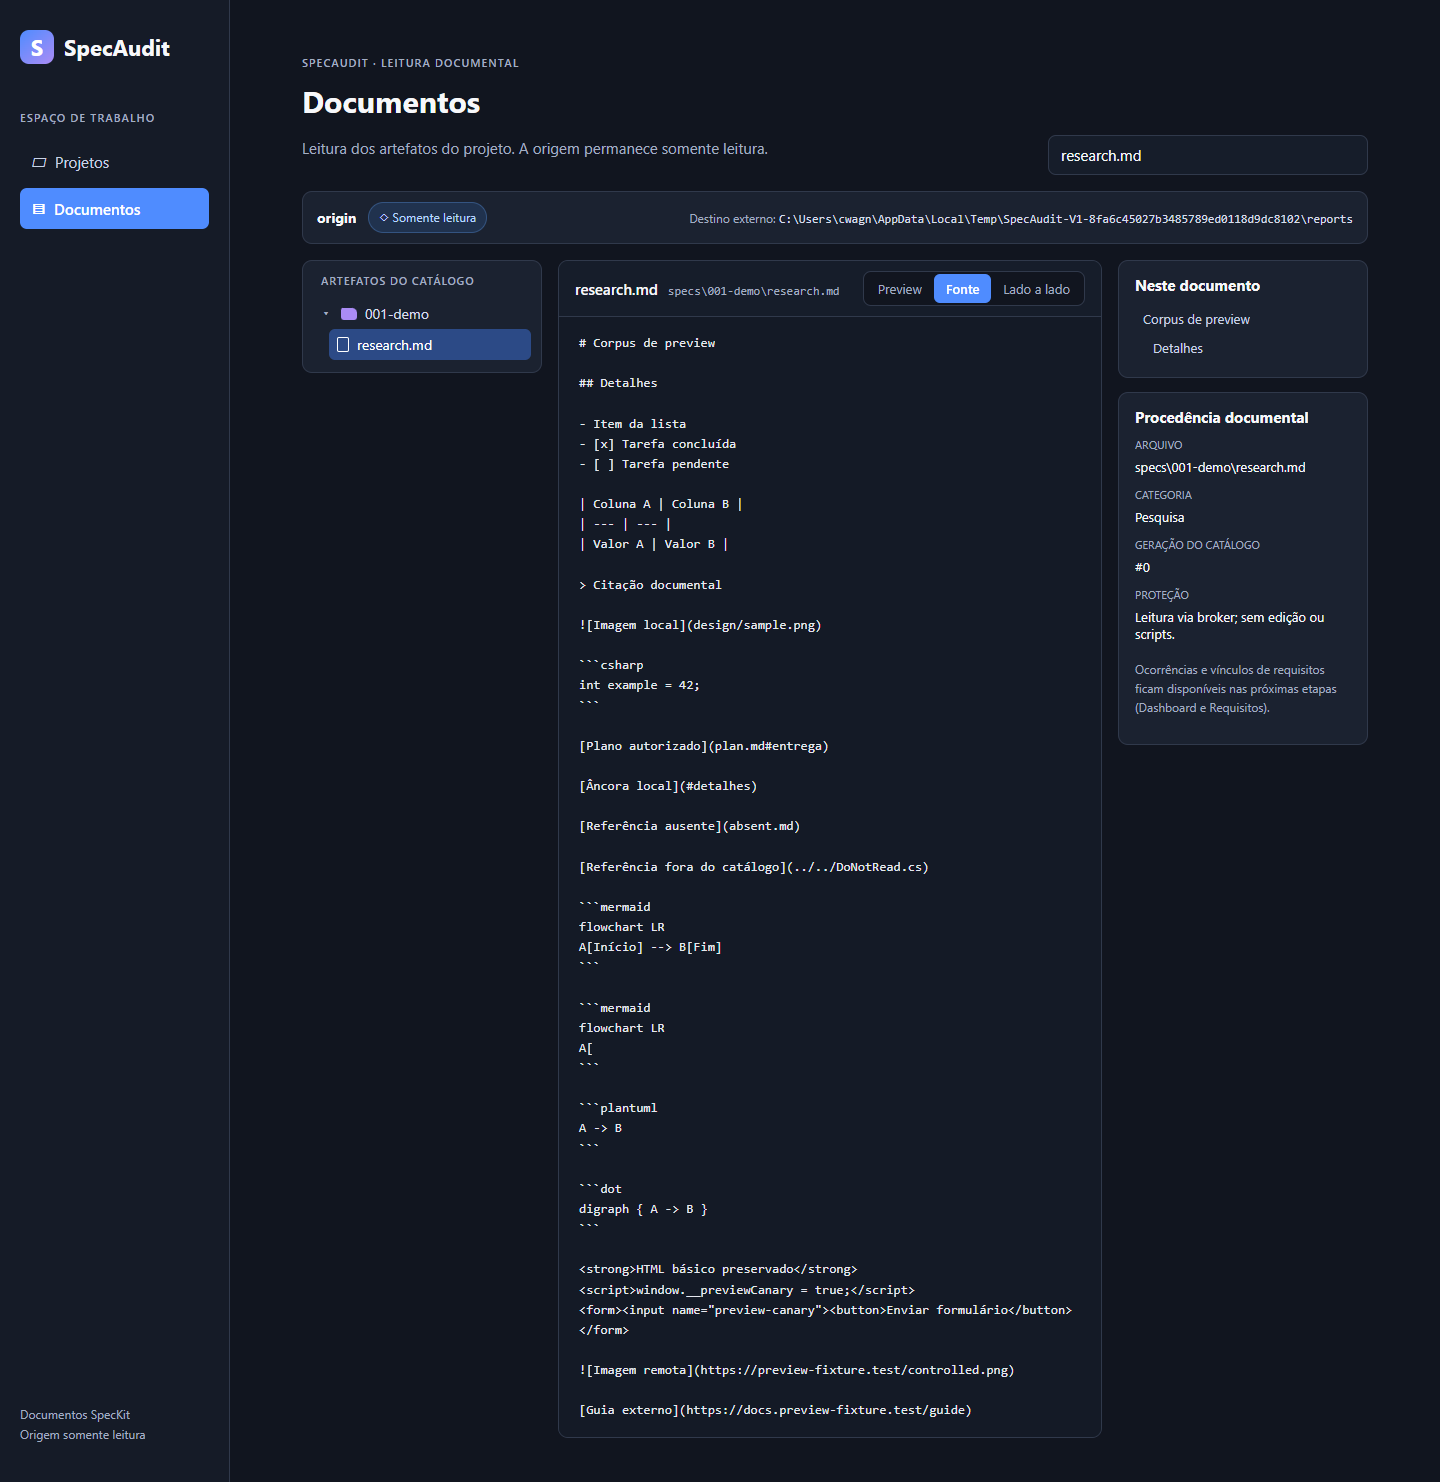 S SpecAudit
ESPAÇO DE TRABALHO
Projetos
Documentos
SPECAUDIT · LEITURA DOCUMENTAL
Documentos
Leitura dos artefatos do projeto. A origem permanece somente leitura.
research.md
origin
Somente leitura
Destino externo: C:\Users\cwagn\AppData\Local\Temp\SpecAudit-V1-8fa6c45027b3485789ed0118d9dc8102\reports
ARTEFATOS DO CATÁLOGO
001-demo
research.md
research.md specs\001-demo\research.md
Preview
Fonte
Lado a lado
# Corpus de preview
## Detalhes
- Item da lista
- [x] Tarefa concluída
- [ ] Tarefa pendente
| Coluna A | Coluna B |
| --- | --- |
| Valor A | Valor B |
> Citação documental
![Imagem local](design/sample.png)
```csharp
int example = 42;
```
[Plano autorizado](plan.md#entrega)
[Âncora local](#detalhes)
[Referência ausente](absent.md)
[Referência fora do catálogo](../../DoNotRead.cs)
```mermaid
flowchart LR
A[Início] --> B[Fim]
```
```mermaid
flowchart LR
A[
```
```plantuml
A -> B
```
```dot
digraph { A -> B }
```
<strong>HTML básico preservado</strong>
<script>window.__previewCanary = true;</script>
<form><input name="preview-canary"><button>Enviar formulário</button>
</form>
![Imagem remota](https://preview-fixture.test/controlled.png)
[Guia externo](https://docs.preview-fixture.test/guide)
Neste documento
Corpus de preview
Detalhes
Procedência documental
ARQUIVO
specs\001-demo\research.md
CATEGORIA
Pesquisa
GERAÇÃO DO CATÁLOGO
#0
PROTEÇÃO
Leitura via broker; sem edição ou
scripts.
Ocorrências e vínculos de requisitos
ficam disponíveis nas próximas etapas
(Dashboard e Requisitos).
Documentos SpecKit
Origem somente leitura